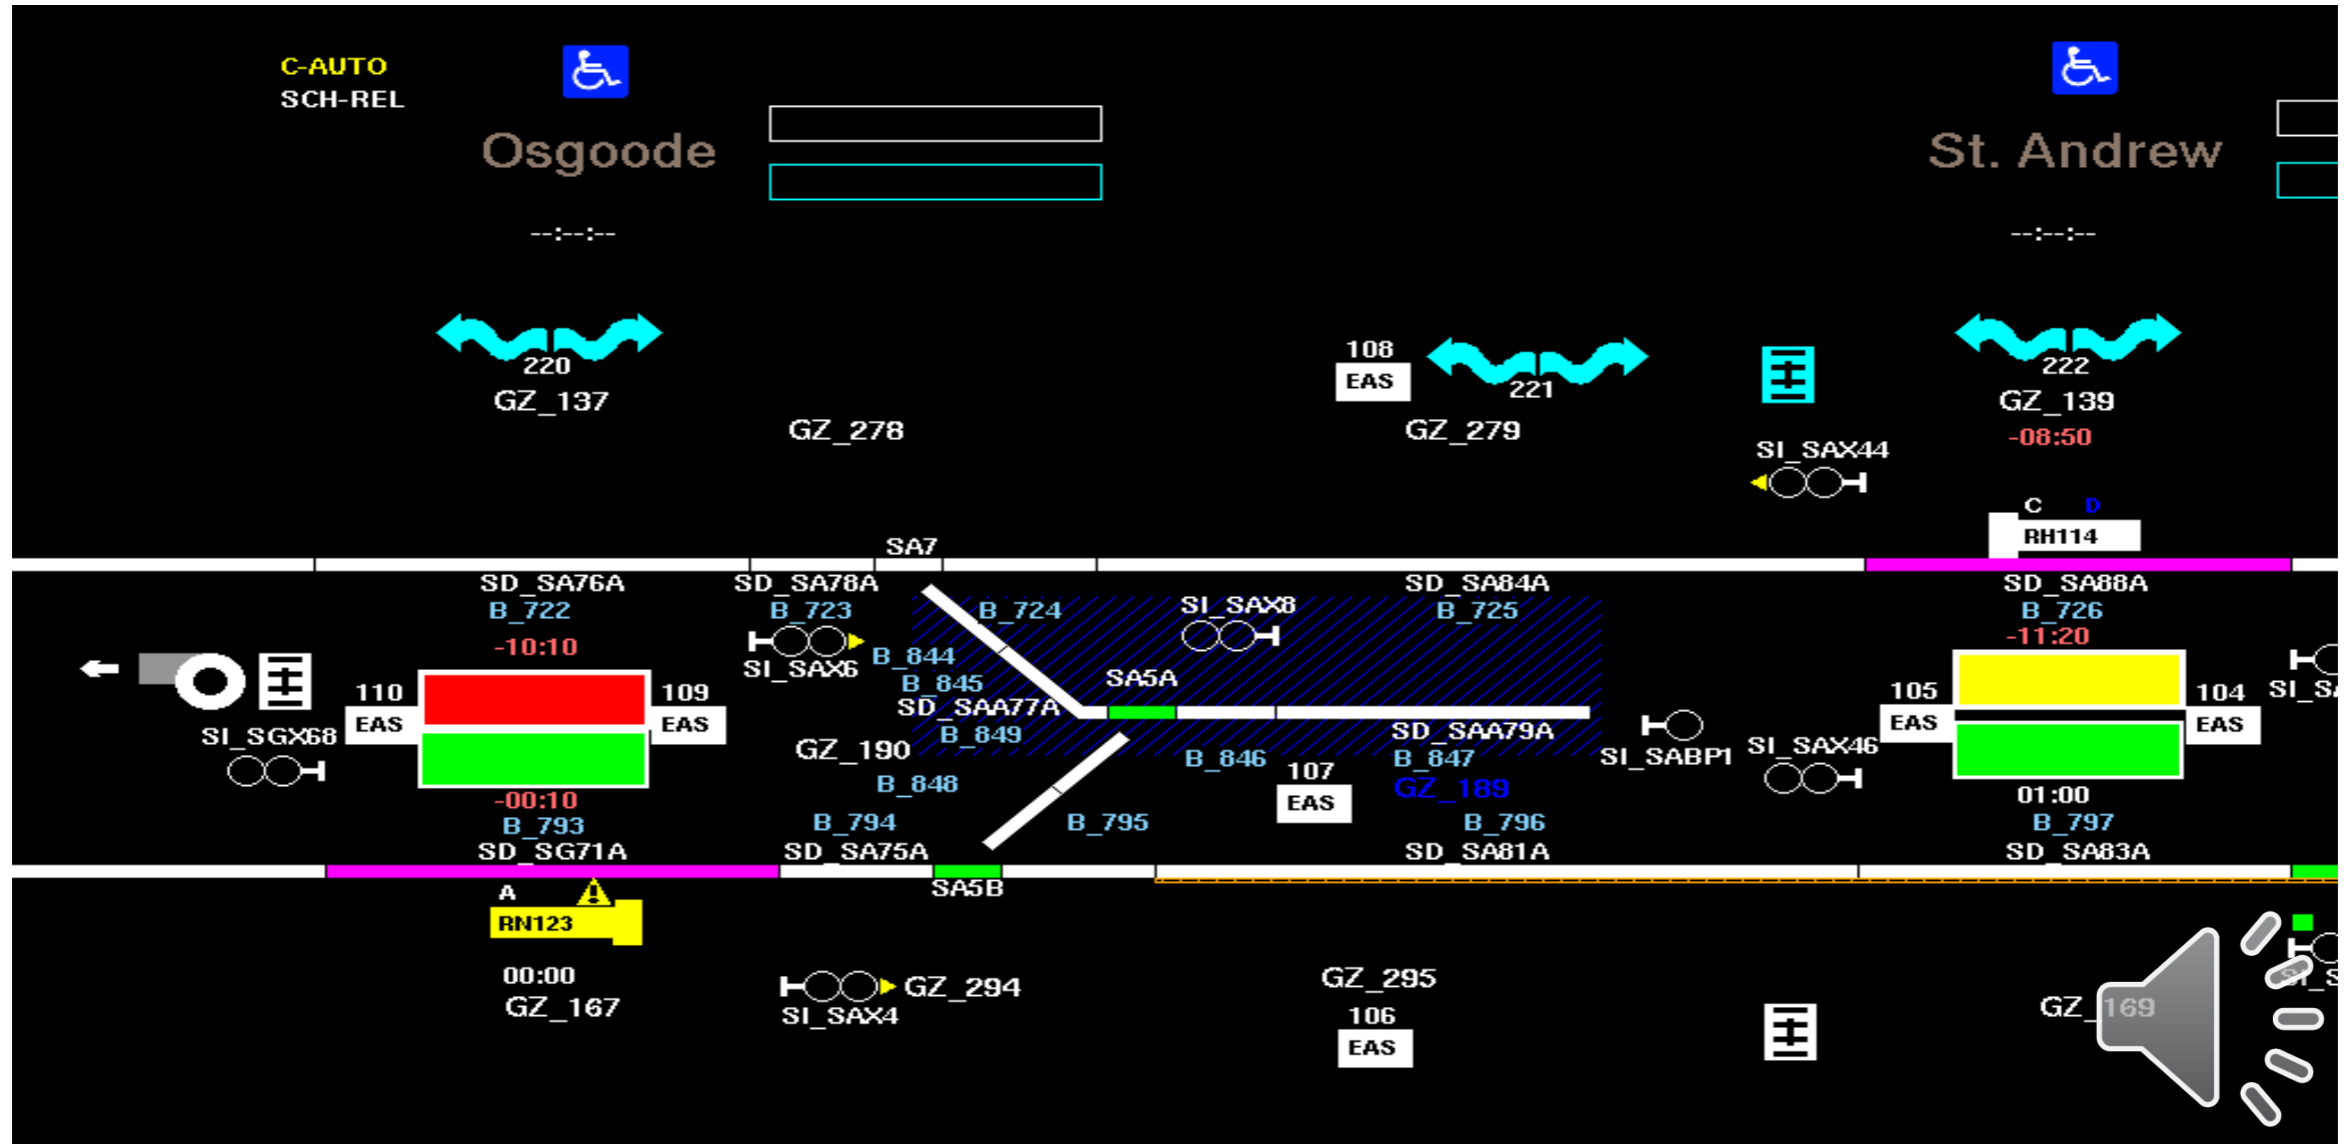 C-AUTO
SCH-REL
Osgoode
St. Andrew
--:--:--
--:--:--
220
GZ_137
GZ_278
108
EAS
221
GZ_279
222
GZ_139
-08:50
SI_SAX44
C D
RH114
SA7
SD_SA76A
B_722
-10:10
SD_SA78A
B_723
SI_SAX6
B_724
SI_SAX8
SD_SA84A
B_725
SD_SA88A
B_726
-11:20
B_844
B_845
SD_SAA77A
B_849
SA5A
110
EAS
109
EAS
SI_SGX68
GZ_190
B_848
B_846
SD_SAA79A
B_847
GZ_189
107
EAS
SI_SABP1
SI_SAX46
105
EAS
104
EAS
-00:10
B_793
SD_SG71A
B_794
SD_SA75A
B_795
B_796
SD_SA81A
01:00
B_797
SD_SA83A
A
RN123
SA5B
00:00
GZ_167
SI_SAX4
GZ_294
GZ_295
106
EAS
GZ_169